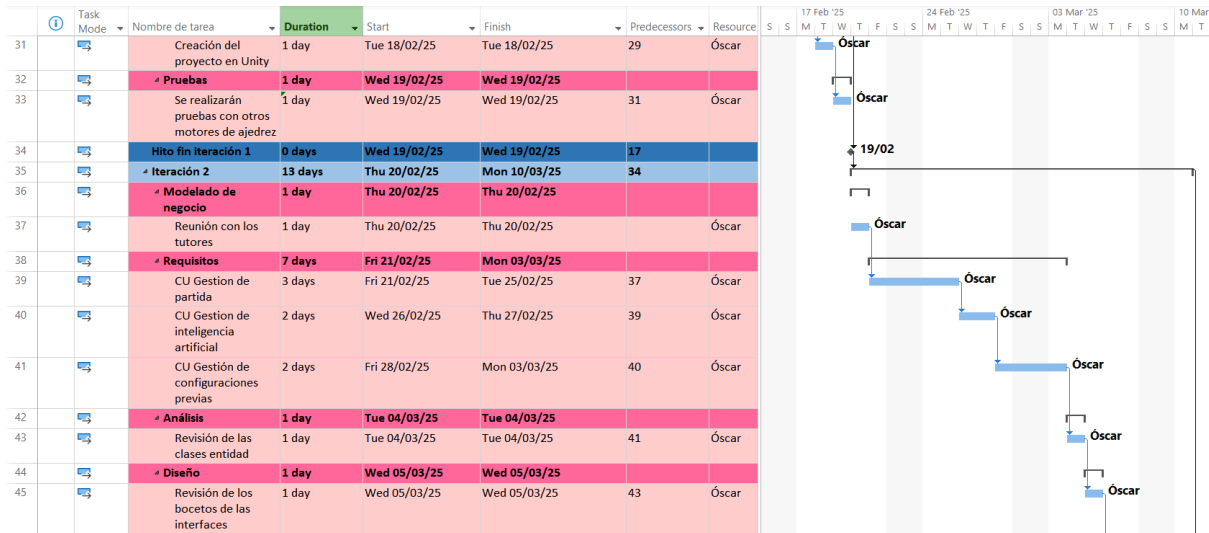 Task
Mode Nombre de tarea Duration Start Finish Predecessors Resource
17 Feb '25 24 Feb '25 03 Mar '25 10 Mar
S S M T W T F S S M T W T F S S M T W T F S S M T
31 Creación del 1 day Tue 18/02/25 Tue 18/02/25 29 Óscar Óscar
proyecto en Unity
32 Pruebas 1 day Wed 19/02/25 Wed 19/02/25
33 Se realizarán 1 day Wed 19/02/25 Wed 19/02/25 31 Óscar Óscar
pruebas con otros
motores de ajedrez
34 Hito fin iteración 1 0 days Wed 19/02/25 Wed 19/02/25 17 19/02
35 Iteración 2 13 days Thu 20/02/25 Mon 10/03/25 34
36 Modelado de 1 day Thu 20/02/25 Thu 20/02/25
negocio
37 Reunión con los 1 day Thu 20/02/25 Thu 20/02/25 Óscar Óscar
tutores
38 Requisitos 7 days Fri 21/02/25 Mon 03/03/25
39 CU Gestion de 3 days Fri 21/02/25 Tue 25/02/25 37 Óscar Óscar
partida
40 CU Gestion de 2 days Wed 26/02/25 Thu 27/02/25 39 Óscar Óscar
inteligencia
artificial
41 CU Gestión de 2 days Fri 28/02/25 Mon 03/03/25 40 Óscar Óscar
configuraciones
previas
42 Análisis 1 day Tue 04/03/25 Tue 04/03/25
43 Revisión de las 1 day Tue 04/03/25 Tue 04/03/25 41 Óscar Óscar
clases entidad
44 Diseño 1 day Wed 05/03/25 Wed 05/03/25
45 Revisión de los 1 day Wed 05/03/25 Wed 05/03/25 43 Óscar Óscar
bocetos de las
interfaces